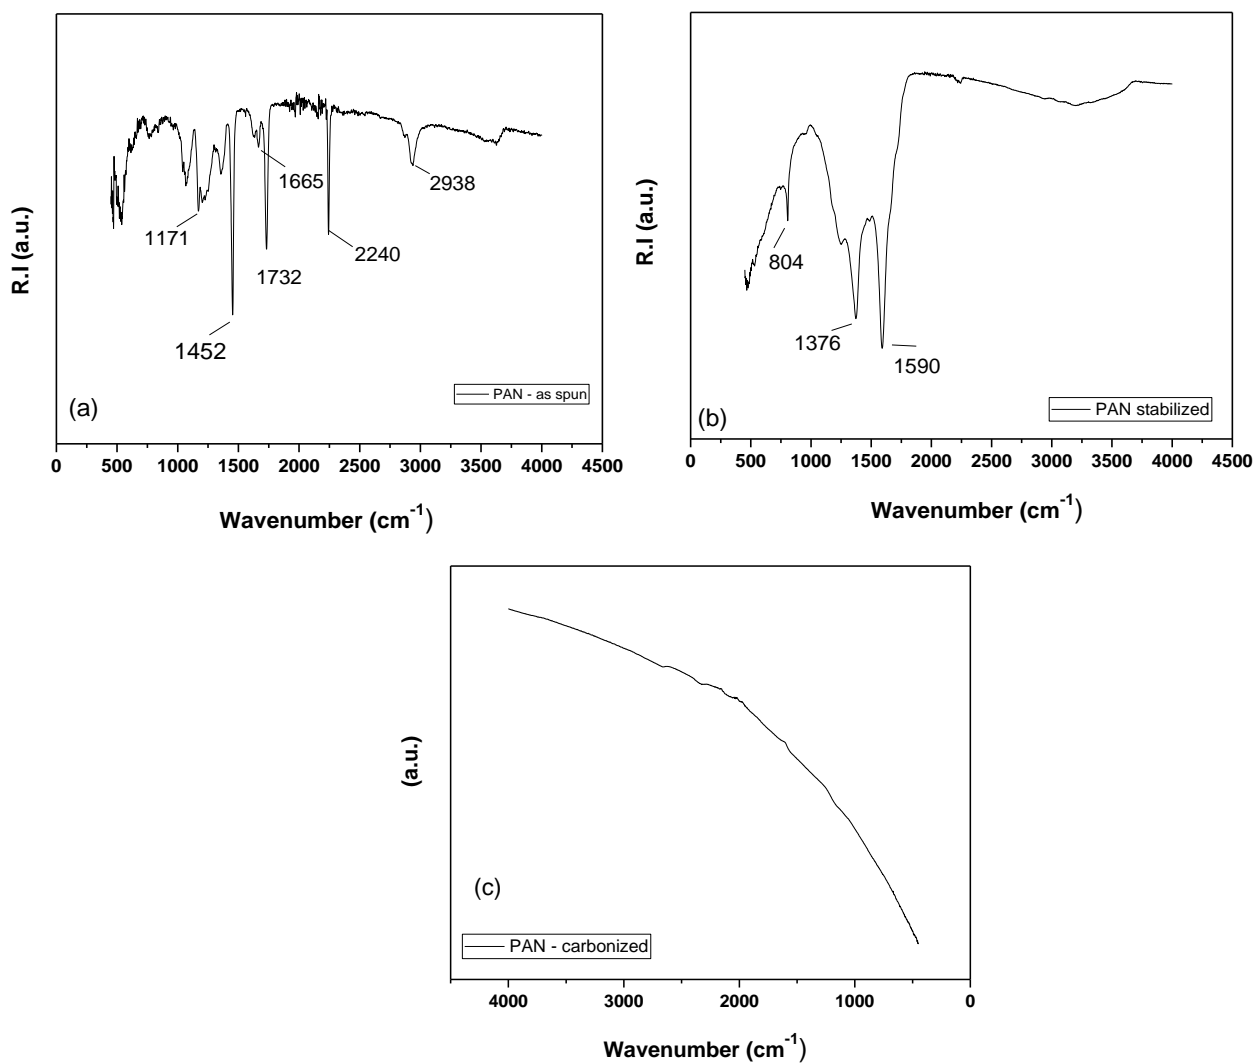 R.I (a.u.)
1171
1452
1665
1732
2240
2938
(a)
PAN - as spun
0 500 1000 1500 2000 2500 3000 3500 4000 4500
Wavenumber (cm-1)
R.I (a.u.)
804
1376
1590
(b)
PAN stabilized
0 500 1000 1500 2000 2500 3000 3500 4000 4500
Wavenumber (cm-1)
(a.u.)
(c)
PAN - carbonized
4000 3000 2000 1000 0
Wavenumber (cm-1)